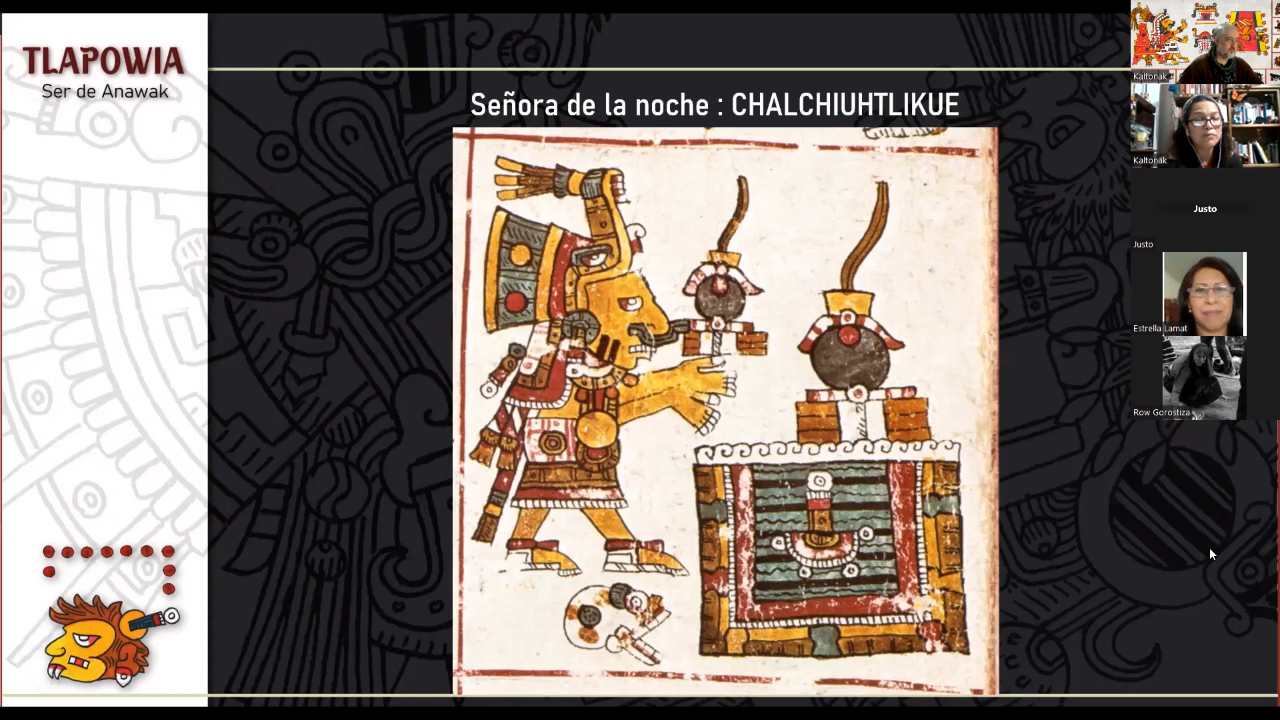 TLAPOWIA
Ser de Anawak
Señora de la noche : CHALCHIUHTLIKUE
Kaltonak
Kaltonak
Justo
Justo
Estrella Lamat
Row Gorostiza